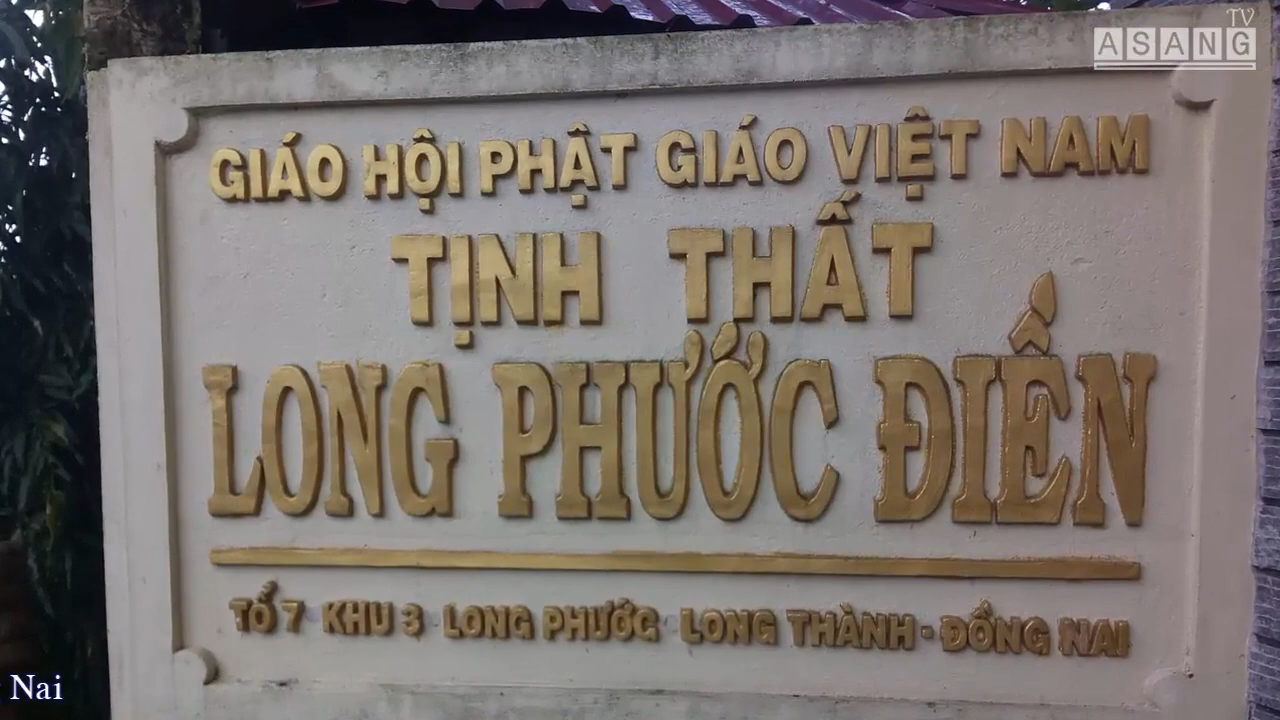 TV
ASANG
GIÁO HỘI PHẬT GIÁO VIỆT NAM
TỊNH THẤT
LONG PHƯỚC ĐIỀN
TỔ 7 KHU 3 LONG PHƯỚC LONG THÀNH - ĐỒNG NAI
Nai